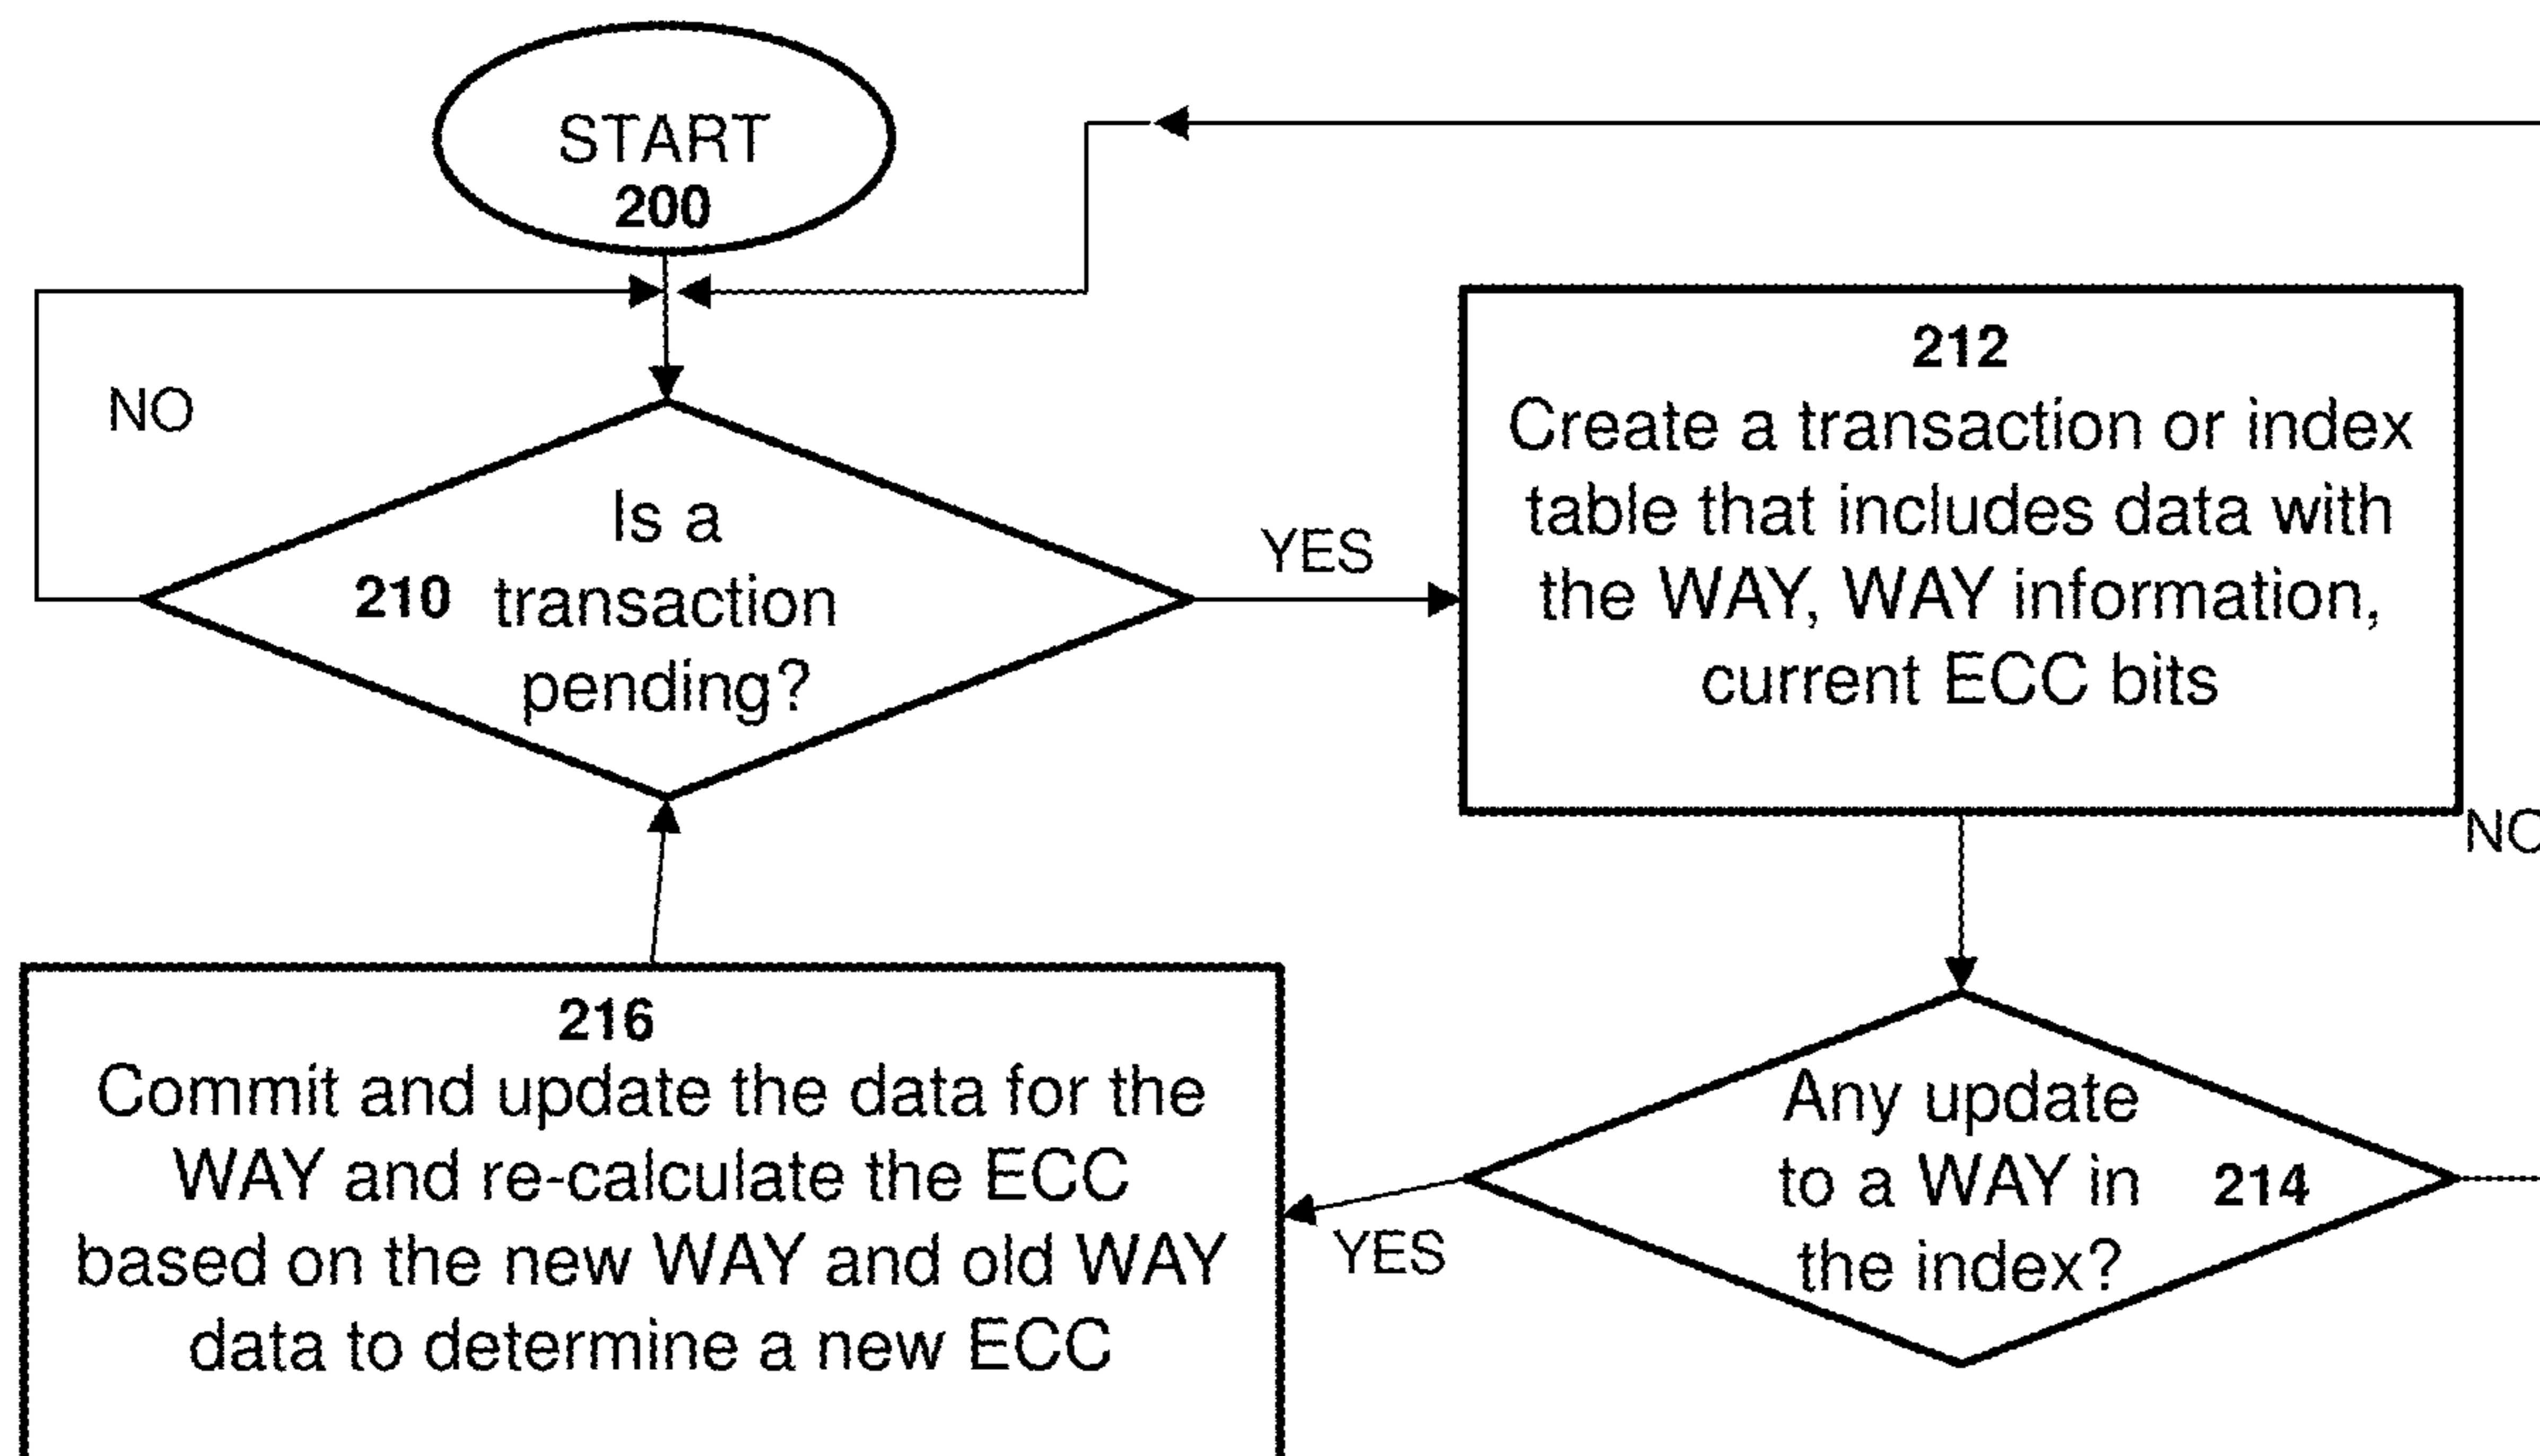 START
200
NO
Is a
210 transaction
pending?
YES
212
Create a transaction or index
table that includes data with
the WAY, WAY information,
current ECC bits
NO
216
Commit and update the data for the
WAY and re-calculate the ECC
based on the new WAY and old WAY
data to determine a new ECC
YES
Any update
to a WAY in 214
the index?